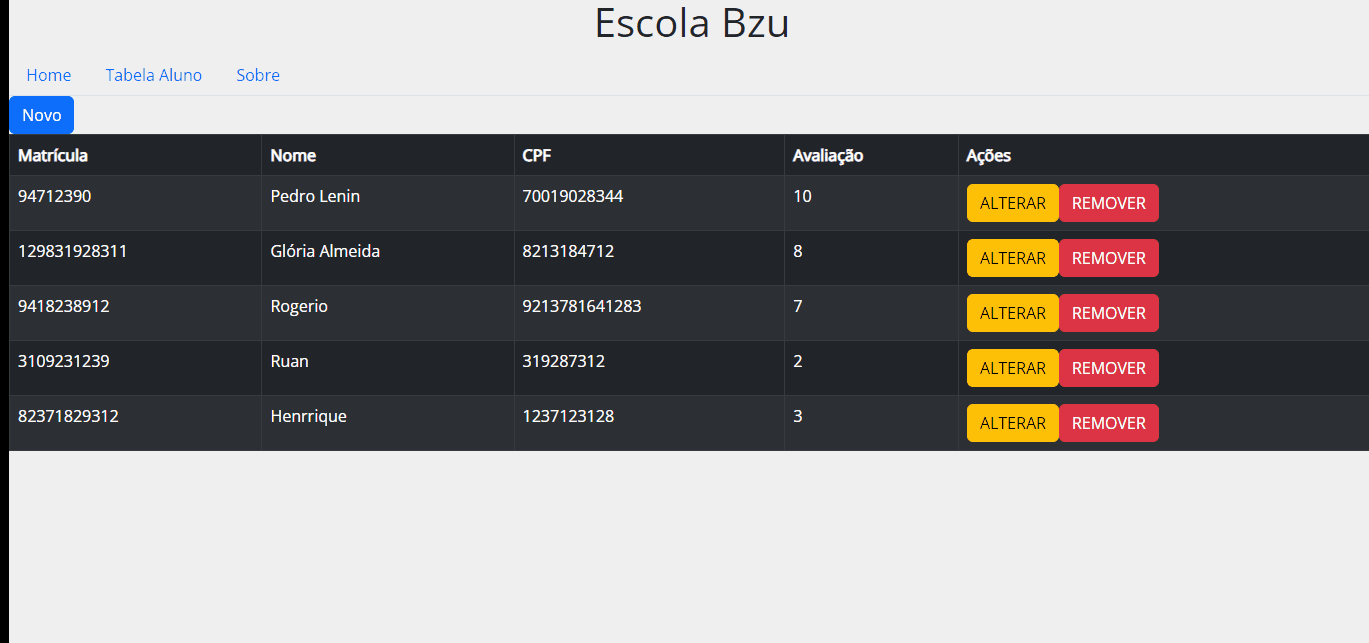 Escola Bzu
Home Tabela Aluno Sobre
Novo
Matrícula Nome CPF Avaliação Ações
94712390 Pedro Lenin 70019028344 10 ALTERAR REMOVER
129831928311 Glória Almeida 8213184712 8 ALTERAR REMOVER
9418238912 Rogerio 9213781641283 7 ALTERAR REMOVER
3109231239 Ruan 319287312 2 ALTERAR REMOVER
82371829312 Henrrique 1237123128 3 ALTERAR REMOVER